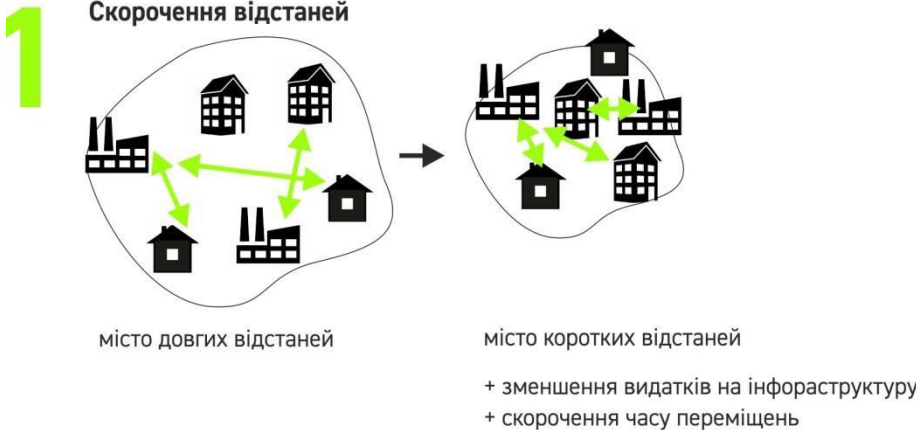 1
Скорочення відстаней
місто довгих відстаней
місто коротких відстаней
+ зменшення видатків на інфораструктуру
+ скорочення часу переміщень